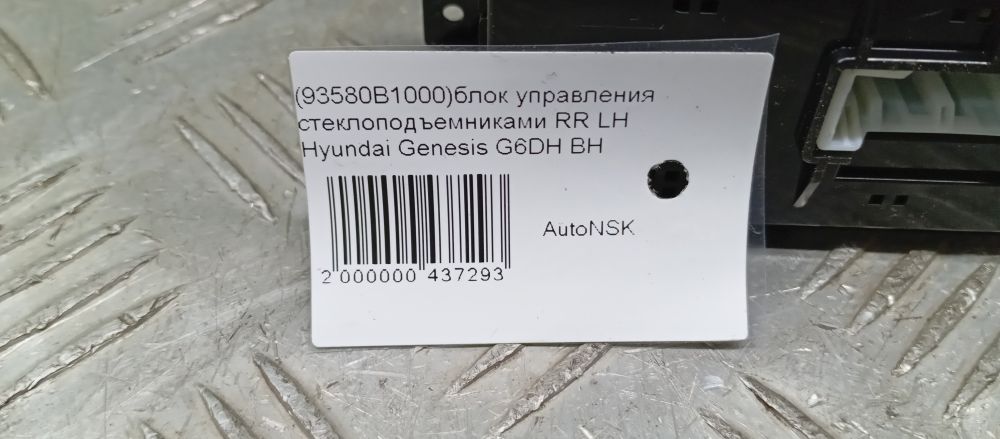 (93580B1000)блок управления
стеклоподъемниками RR LH
Hyundai Genesis G6DH BH
AutoNSK
2 000000 437293